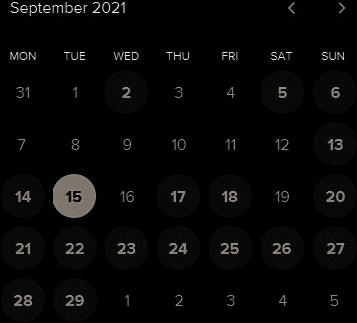 September 2021
MON TUE WED THU FRI SAT SUN
31 1 2 3 4 5 6
7 8 9 10 11 12 13
14 15 16 17 18 19 20
21 22 23 24 25 26 27
28 29 1 2 3 4 5